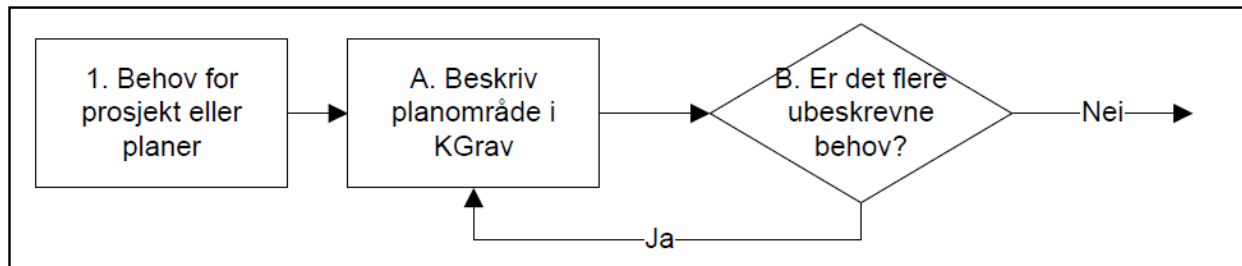 1. Behov for
prosjekt eller
planer
A. Beskriv
planområde i
KGrav
B. Er det flere
ubeskrevne
behov?
Nei
Ja